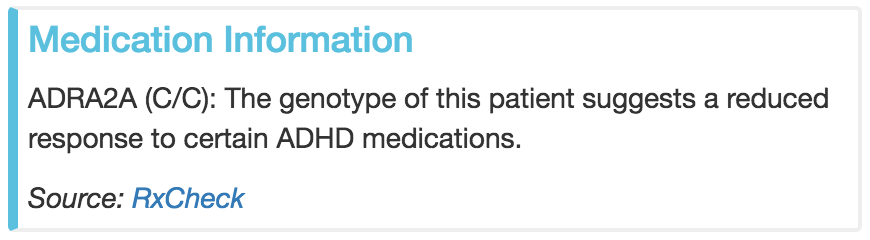 Medication Information
ADRA2A (C/C): The genotype of this patient suggests a reduced
response to certain ADHD medications.
Source: RxCheck